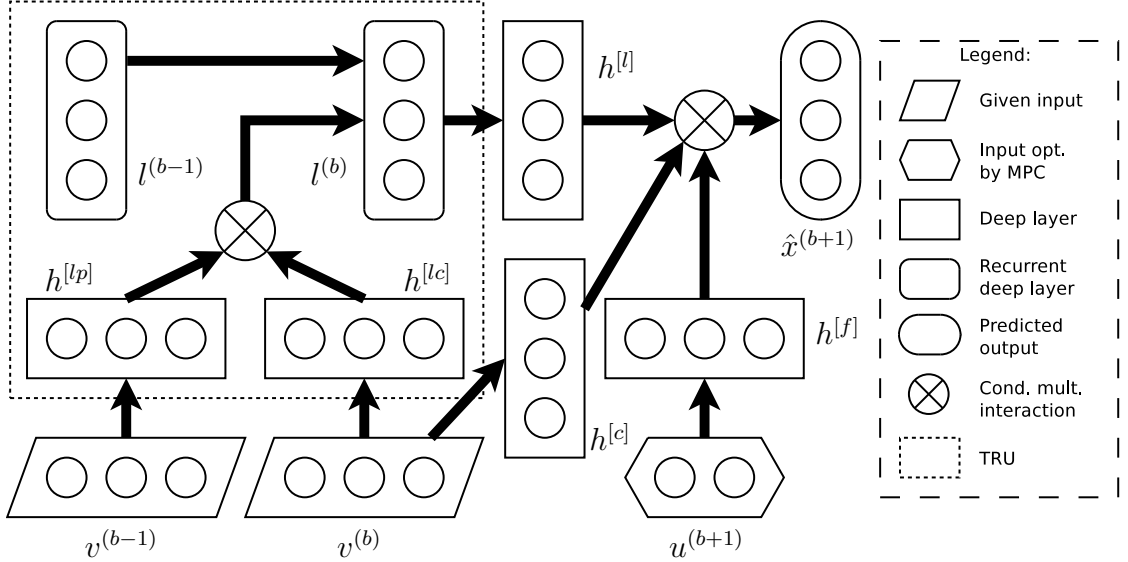 l^{(b-1)}
l^{(b)}
h^{[l]}
x̂^{(b+1)}
h^{[lp]}
h^{[lc]}
h^{[f]}
h^{[c]}
v^{(b-1)}
v^{(b)}
u^{(b+1)}
Legend:
Given input
Input opt.
by MPC
Deep layer
Recurrent
deep layer
Predicted
output
Cond. mult.
interaction
TRU